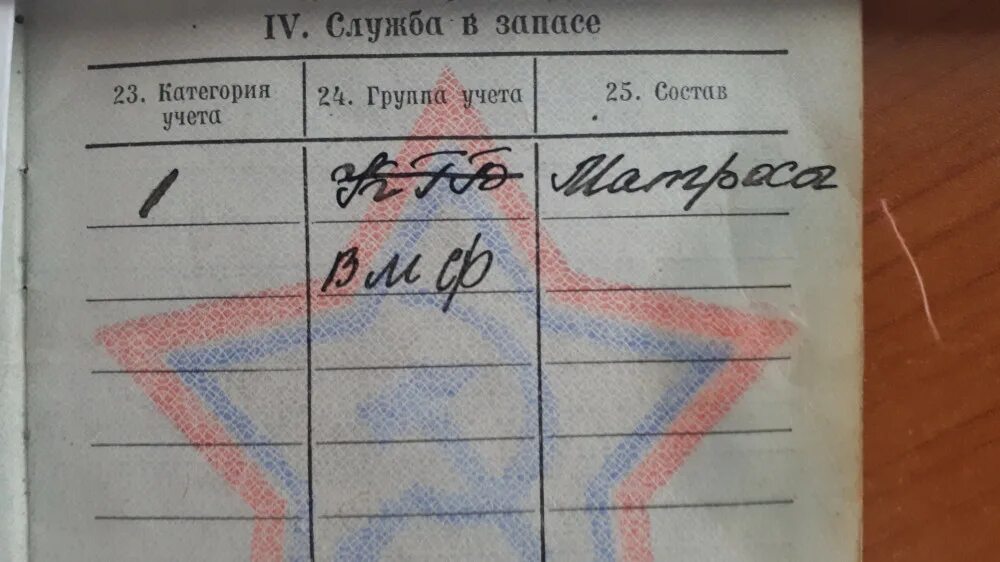 IV. Служба в запасе
23. Категория учета
24. Группа учета
25. Состав
1
Матроса
ВМФ